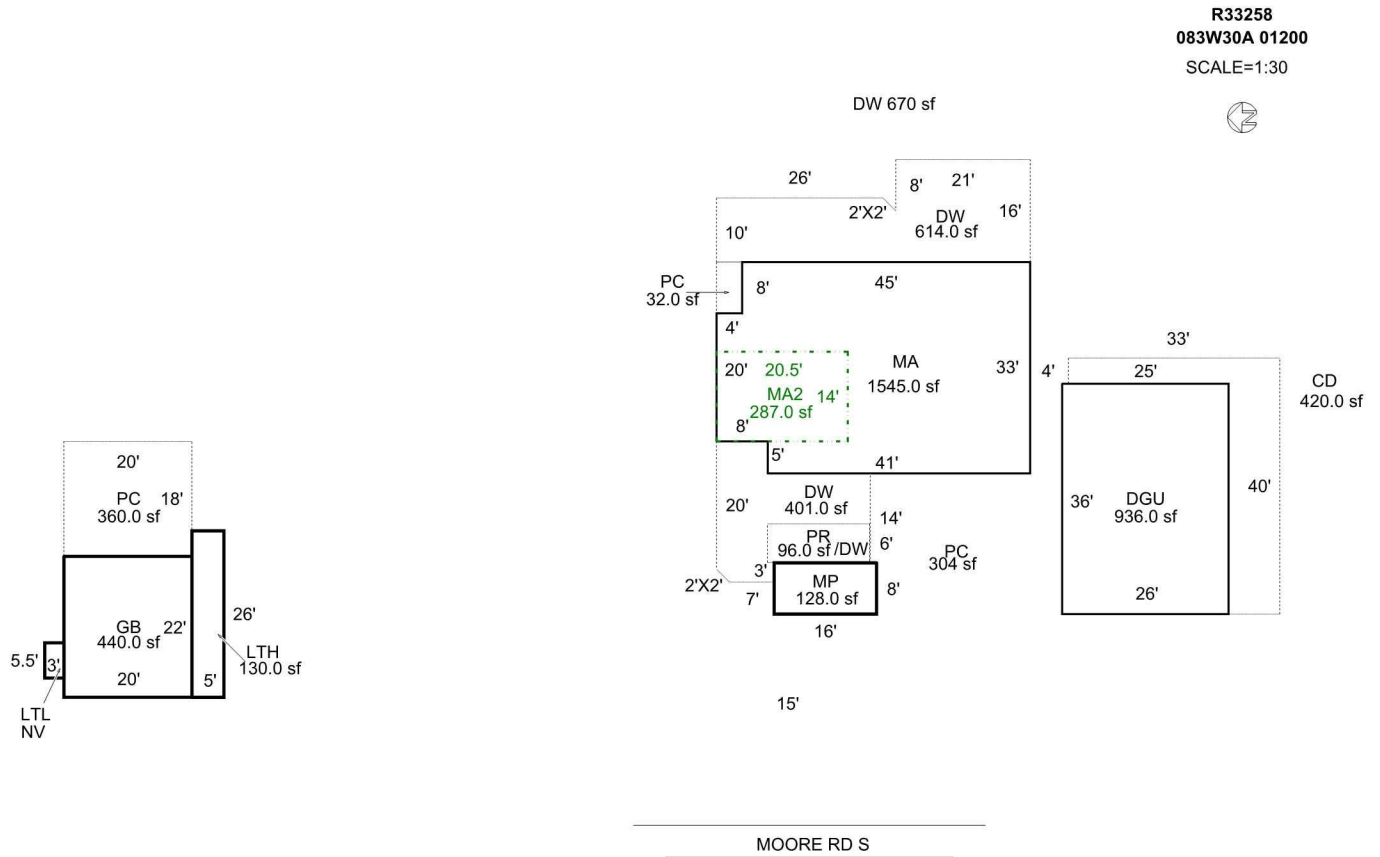 R33258
083W30A 01200
SCALE=1:30
N
DW 670 sf
26'
8'
21'
2'X2'
DW
614.0 sf
16'
10'
PC
32.0 sf
8'
45'
4'
20'
20.5'
MA2
287.0 sf
14'
8'
MA
1545.0 sf
33'
5'
41'
4'
33'
25'
CD
420.0 sf
36'
DGU
936.0 sf
40'
26'
20'
DW
401.0 sf
14'
PR
96.0 sf /DW
6'
PC
304 sf
2'X2'
3'
7'
MP
128.0 sf
8'
16'
15'
20'
PC
360.0 sf
18'
GB
440.0 sf
22'
26'
5.5'
3'
20'
5'
LTH
130.0 sf
LTL
NV
MOORE RD S